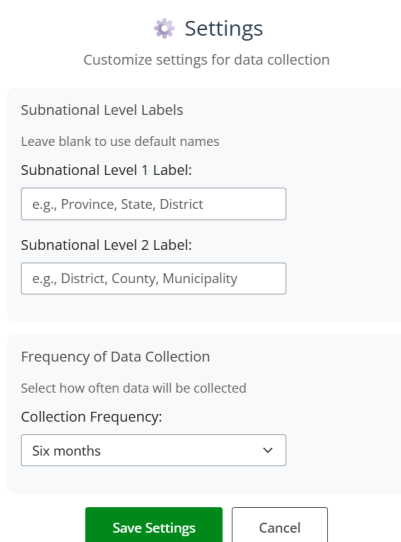 Settings
Customize settings for data collection
Subnational Level Labels
Leave blank to use default names
Subnational Level 1 Label:
e.g., Province, State, District
Subnational Level 2 Label:
e.g., District, County, Municipality
Frequency of Data Collection
Select how often data will be collected
Collection Frequency:
Six months
Save Settings Cancel